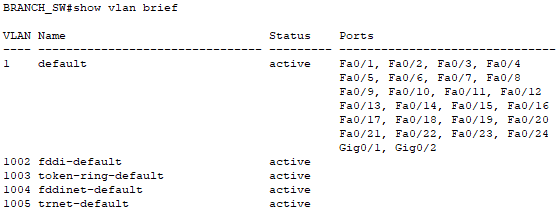 BRANCH_SW#show vlan brief
VLAN Name                             Status    Ports
---- -------------------------------- --------- -------------------------------
1    default                          active    Fa0/1, Fa0/2, Fa0/3, Fa0/4
                                                Fa0/5, Fa0/6, Fa0/7, Fa0/8
                                                Fa0/9, Fa0/10, Fa0/11, Fa0/12
                                                Fa0/13, Fa0/14, Fa0/15, Fa0/16
                                                Fa0/17, Fa0/18, Fa0/19, Fa0/20
                                                Fa0/21, Fa0/22, Fa0/23, Fa0/24
                                                Gig0/1, Gig0/2
1002 fddi-default                     active
1003 token-ring-default               active
1004 fddinet-default                  active
1005 trnet-default                    active